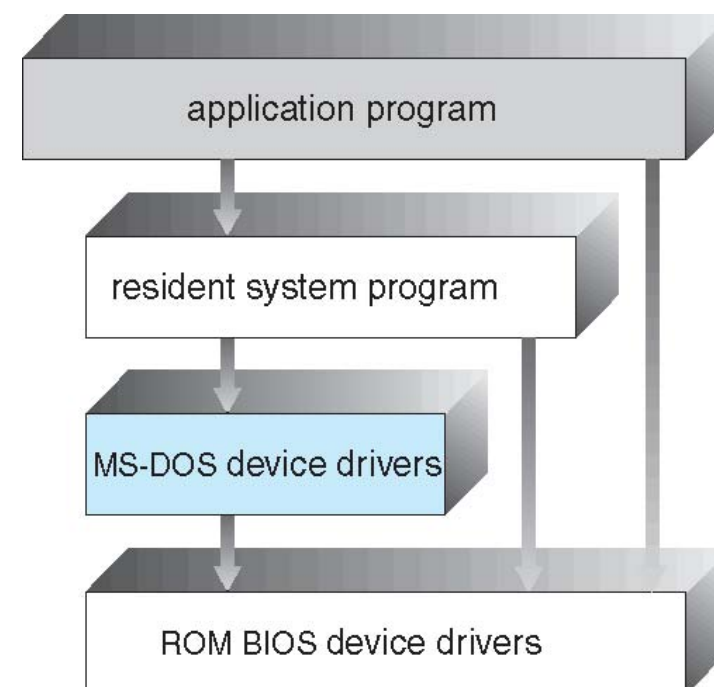 application program
resident system program
MS-DOS device drivers
ROM BIOS device drivers